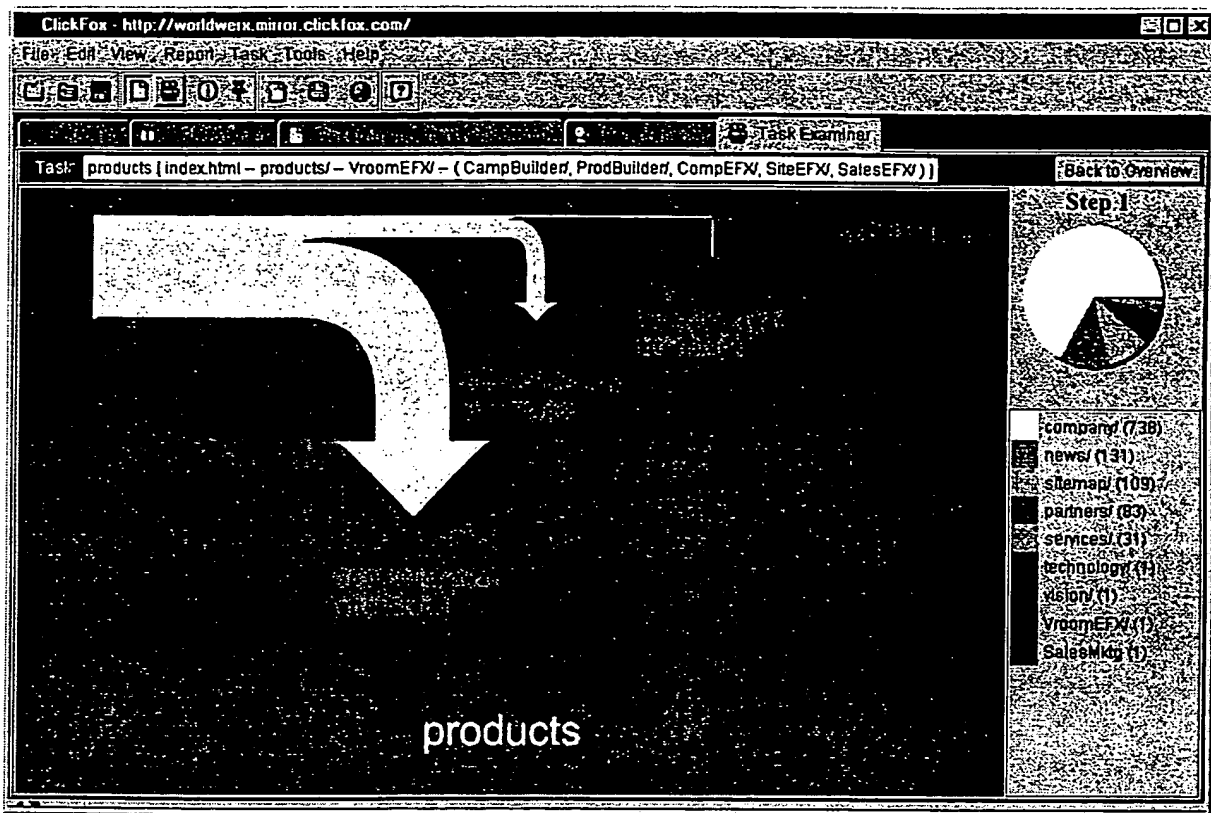 ClickFox - http://worldwerx.mirror.clickfox.com/
File Edit View Report Task Tools Help
Task Examiner
Task: products [ index.html – products/ – VroomEFX/ – ( CampBuilder/, ProdBuilder/, CompEFX/, SiteEFX/, SalesEFX/ ) ]
Back to Overview
Step 1
company/ (738)
news/ (131)
sitemap/ (109)
partners/ (83)
services/ (31)
technology/ (1)
vision/ (1)
VroomEFX/ (1)
SalesMktg (1)
products